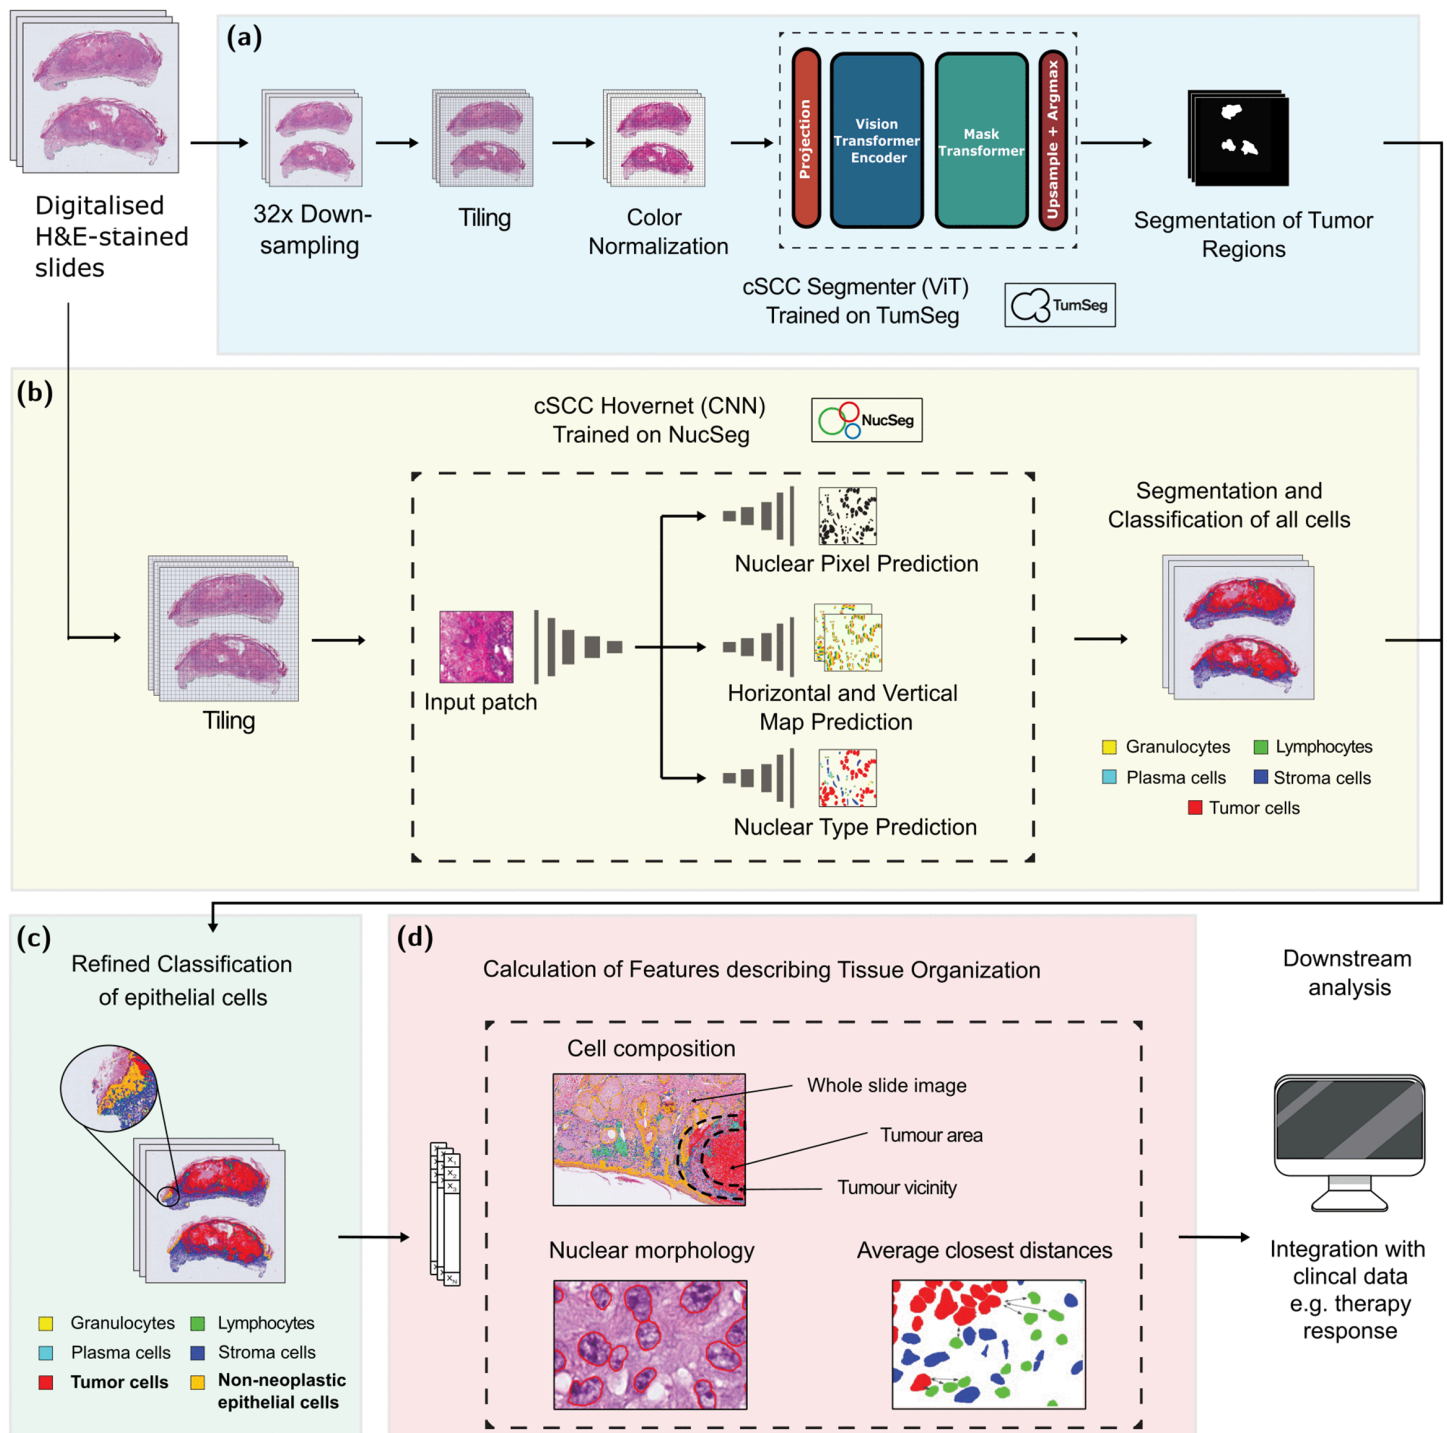 Digitalised
H&E-stained
slides
(a)
32x Down-
sampling
Tiling
Color
Normalization
Projection
Vision
Transformer
Encoder
Mask
Transformer
Upsample + Argmax
cSCC Segmenter (ViT)
Trained on TumSeg
TumSeg
Segmentation of Tumor
Regions
(b)
cSCC Hovernet (CNN)
Trained on NucSeg
NucSeg
Tiling
Input patch
Nuclear Pixel Prediction
Horizontal and Vertical
Map Prediction
Nuclear Type Prediction
Segmentation and
Classification of all cells
Granulocytes
Lymphocytes
Plasma cells
Stroma cells
Tumor cells
(c)
Refined Classification
of epithelial cells
Granulocytes
Lymphocytes
Plasma cells
Stroma cells
Tumor cells
Non-neoplastic
epithelial cells
(d)
Calculation of Features describing Tissue Organization
X1
X2
X3
XN
Cell composition
Whole slide image
Tumour area
Tumour vicinity
Nuclear morphology
Average closest distances
Downstream
analysis
Integration with
clincal data
e.g. therapy
response